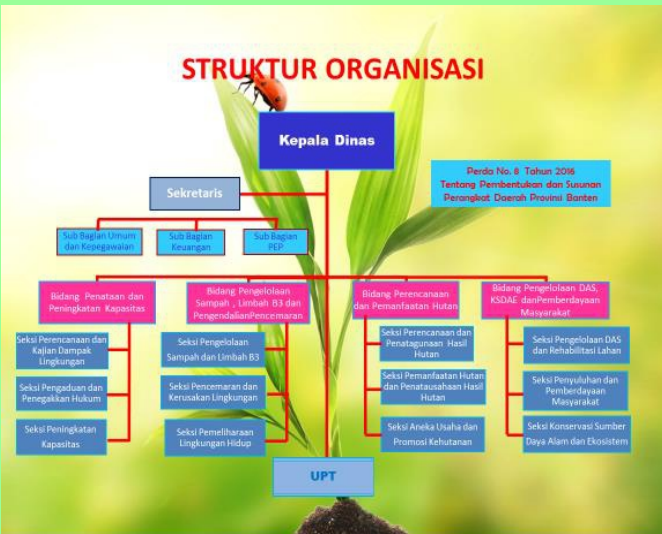 STRUKTUR ORGANISASI
Kepala Dinas
Perda No. 8 Tahun 2016
Tentang Pembentukan dan Susunan
Perangkat Daerah Provinsi Banten
Sekretaris
Sub Bagian Umum
dan Kepegawaian
Sub Bagian
Keuangan
Sub Bagian
PEP
Bidang Penataan dan
Peningkatan Kapasitas
Seksi Perencanaan dan
Kajian Dampak
Lingkungan
Seksi Pengaduan dan
Penegakkan Hukum
Seksi Peningkatan
Kapasitas
Bidang Pengelolaan
Sampah , Limbah B3 dan
PengendalianPencemaran
Seksi Pengelolaan
Sampah dan Limbah B3
Seksi Pencemaran dan
Kerusakan Lingkungan
Seksi Pemeliharaan
Lingkungan Hidup
Bidang Perencanaan
dan Pemanfaatan Hutan
Seksi Perencanaan dan
Penatagunaan Hasil
Hutan
Seksi Pemanfaatan Hutan
dan Penatausahaan Hasil
Hutan
Seksi Aneka Usaha dan
Promosi Kehutanan
Bidang Pengelolaan DAS,
KSDAE danPemberdayaan
Masyarakat
Seksi Pengelolaan DAS
dan Rehabilitasi Lahan
Seksi Penyuluhan dan
Pemberdayaan
Masyarakat
Seksi Konservasi Sumber
Daya Alam dan Ekosistem
UPT